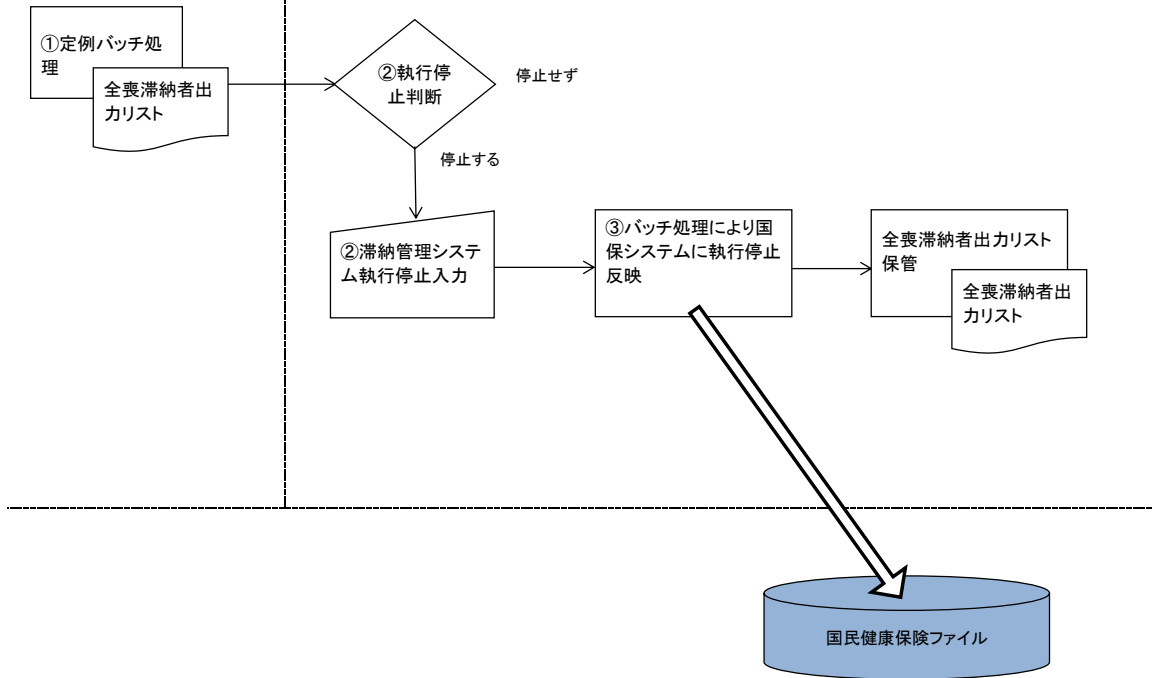 ①定例バッチ処
理
全喪滞納者出
力リスト
②執行停
止判断
停止せず
停止する
②滞納管理システ
ム執行停止入力
③バッチ処理により国
保システムに執行停止
反映
全喪滞納者出力リスト
保管
全喪滞納者出
力リスト
国民健康保険ファイル